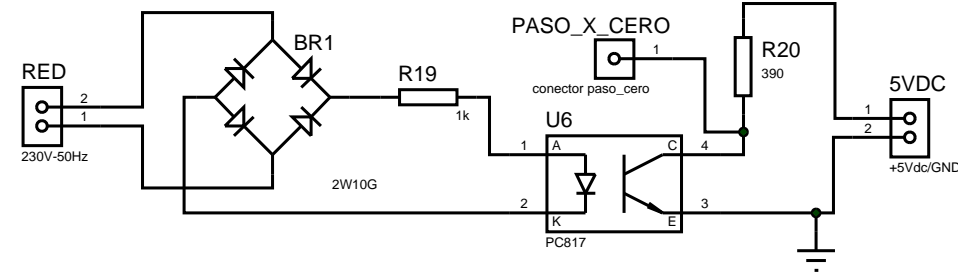 PASO_X_CERO
1
conector paso_cero
BR1
RED
2
1
230V-50Hz
2W10G
R19
1k
R20
390
5VDC
1
2
+5Vdc/GND
U6
1
A
C
4
2
K
E
3
PC817